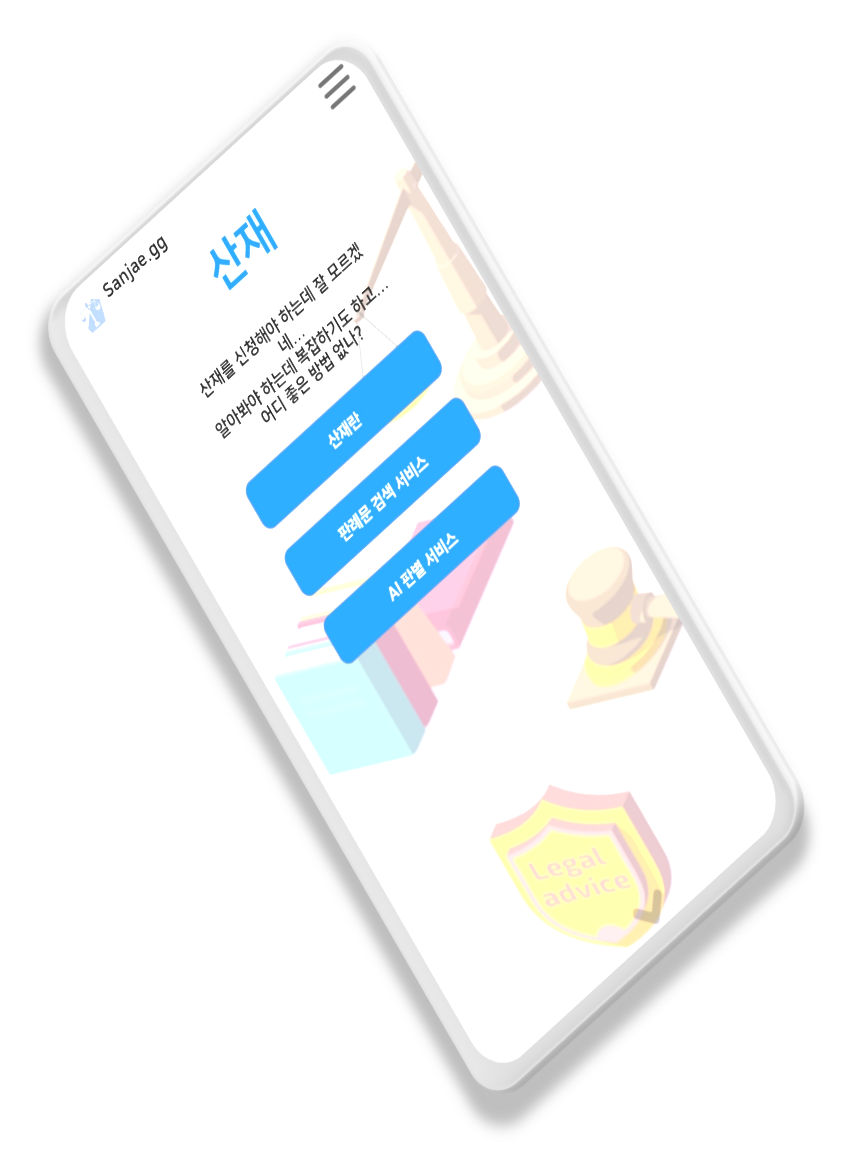 Sanjae.gg
산재
산재를 신청해야 하는데 잘 모르겠
네...
알아봐야 하는데 복잡하기도 하고...
어디 좋은 방법 없나?
산재란
판례문 검색 서비스
AI 판별 서비스
Legal
advice